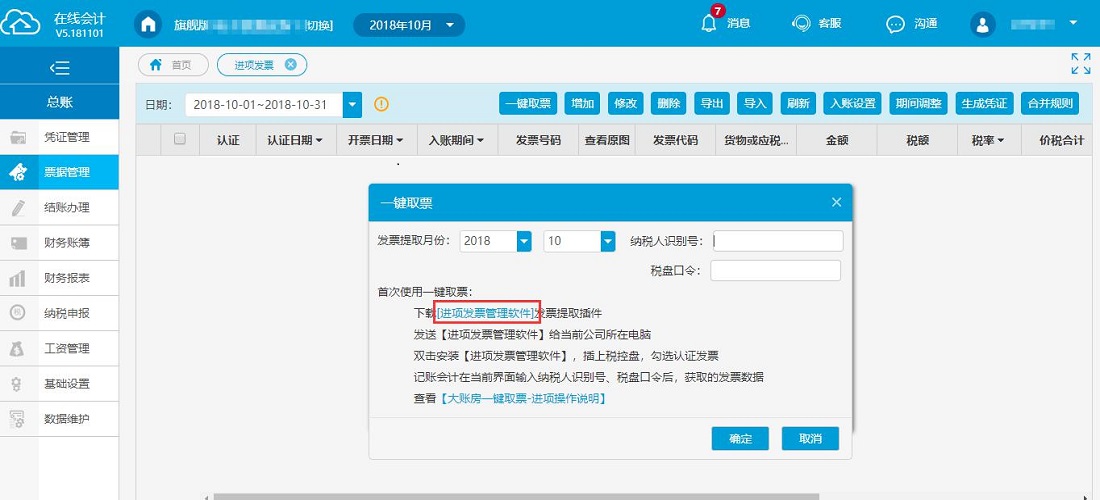 在线会计
V5.181101
旗舰版 [切换]
2018年10月
7
消息
客服
沟通
首页
进项发票
总账
凭证管理
票据管理
结账办理
财务账簿
财务报表
纳税申报
工资管理
基础设置
数据维护
日期： 2018-10-01~2018-10-31
一键取票 增加 修改 删除 导出 导入 刷新 入账设置 期间调整 生成凭证 合并规则
认证 认证日期 开票日期 入账期间 发票号码 查看原图 发票代码 货物或应税... 金额 税额 税率 价税合计
一键取票
发票提取月份： 2018 10 纳税人识别号：
税盘口令：
首次使用一键取票：
下载[进项发票管理软件]发票提取插件
发送【进项发票管理软件】给当前公司所在电脑
双击安装【进项发票管理软件】，插上税控盘，勾选认证发票
记账会计在当前界面输入纳税人识别号、税盘口令后，获取的发票数据
查看【大账房一键取票-进项操作说明】
确定 取消